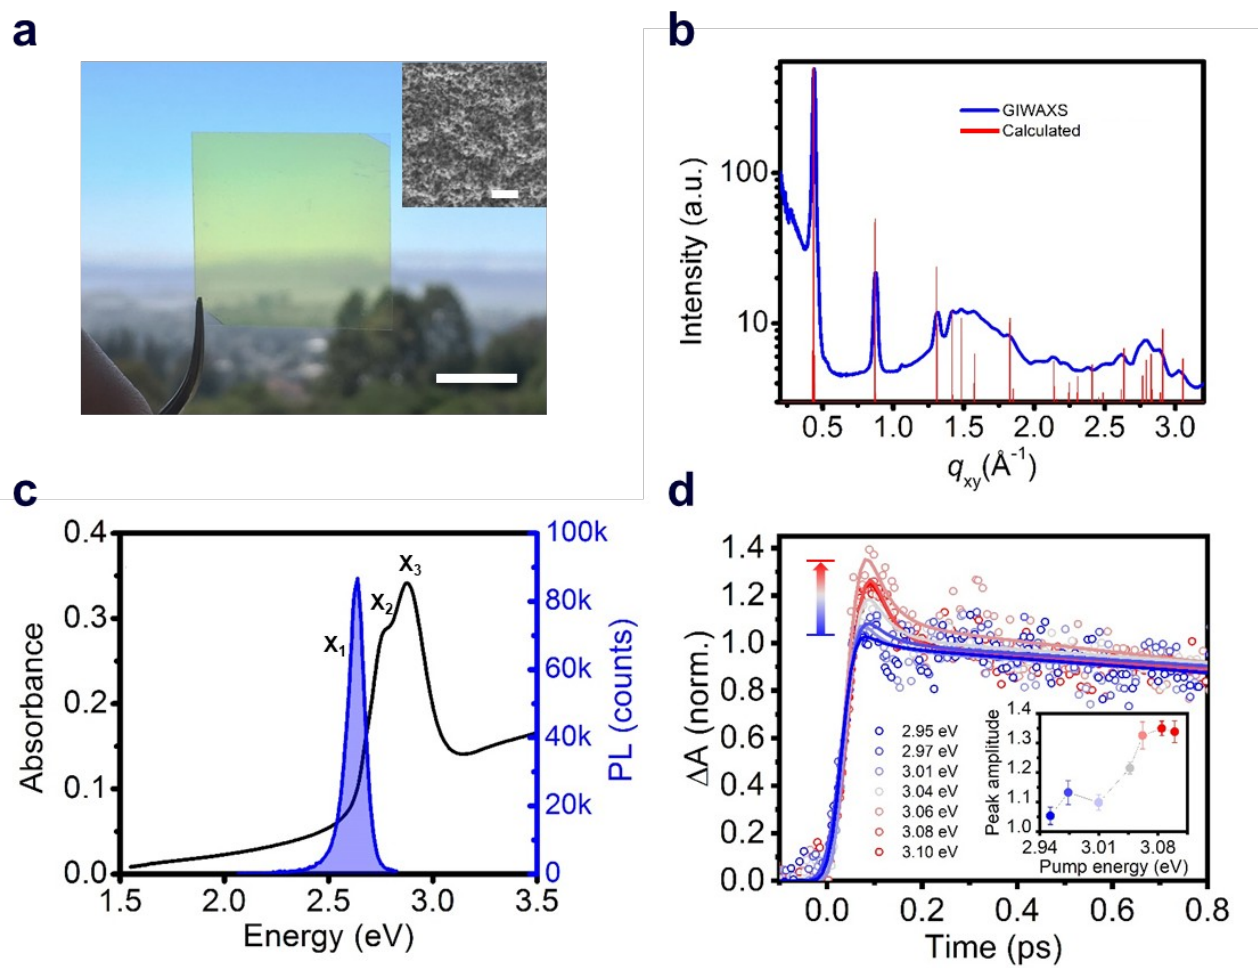 a
b
GIWAXS
Calculated
Intensity (a.u.)
100
10
0.5 1.0 1.5 2.0 2.5 3.0
qxy(Å-1)
c
0.4
0.3
0.2
0.1
0.0
Absorbance
X1
X2
X3
100k
80k
60k
40k
20k
0
PL (counts)
1.5 2.0 2.5 3.0 3.5
Energy (eV)
d
1.4
1.2
1.0
0.8
0.6
0.4
0.2
0.0
ΔA (norm.)
2.95 eV
2.97 eV
3.01 eV
3.04 eV
3.06 eV
3.08 eV
3.10 eV
1.4
1.3
1.2
1.1
1.0
Peak amplitude
2.94 3.01 3.08
Pump energy (eV)
0.0 0.2 0.4 0.6 0.8
Time (ps)